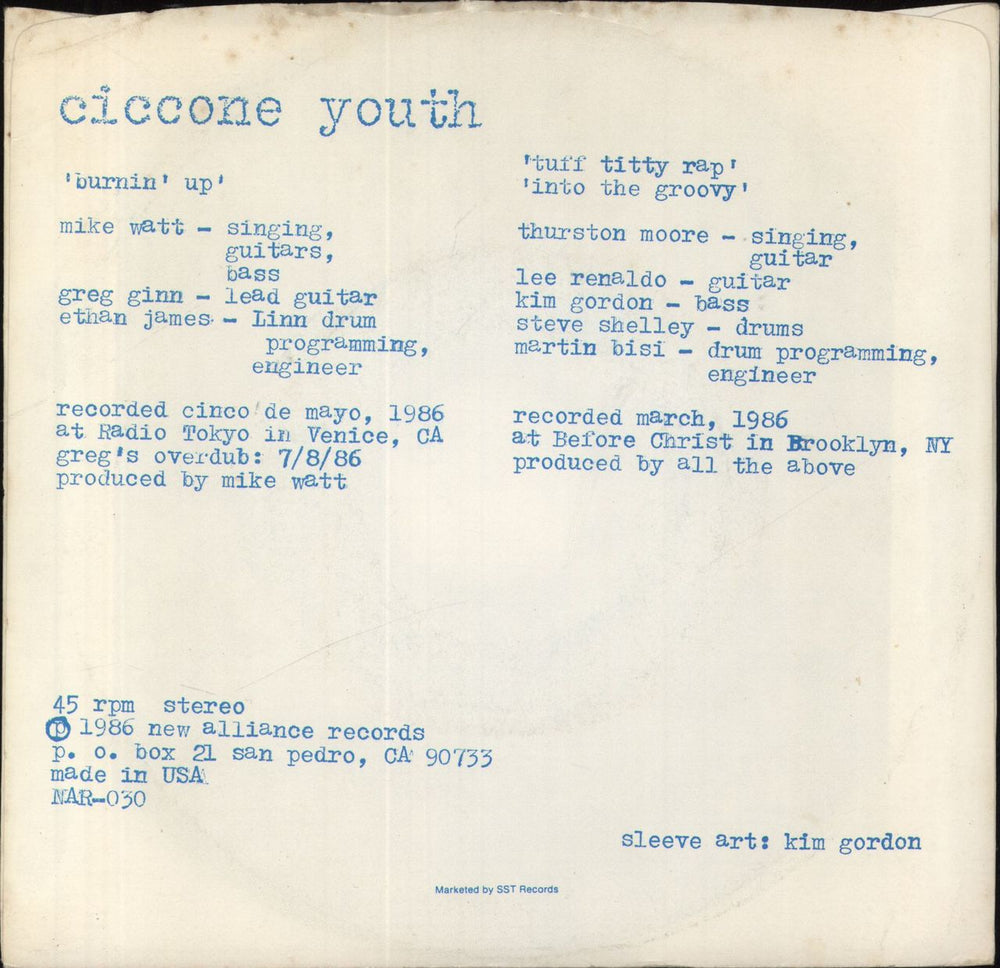 ciccone youth
'burnin' up'
mike watt - singing,
guitars,
bass
greg ginn - lead guitar
ethan james - Linn drum
programming,
engineer
recorded cinco de mayo, 1986
at Radio Tokyo in Venice, CA
greg's overdub: 7/8/86
produced by mike watt
'tuff titty rap'
'into the groovy'
thurston moore - singing,
guitar
lee renaldo - guitar
kim gordon - bass
steve shelley - drums
martin bisi - drum programming,
engineer
recorded march, 1986
at Before Christ in Brooklyn, NY
produced by all the above
45 rpm stereo
℗ 1986 new alliance records
p. o. box 21 san pedro, CA 90733
made in USA
NAR-030
sleeve art: kim gordon
Marketed by SST Records